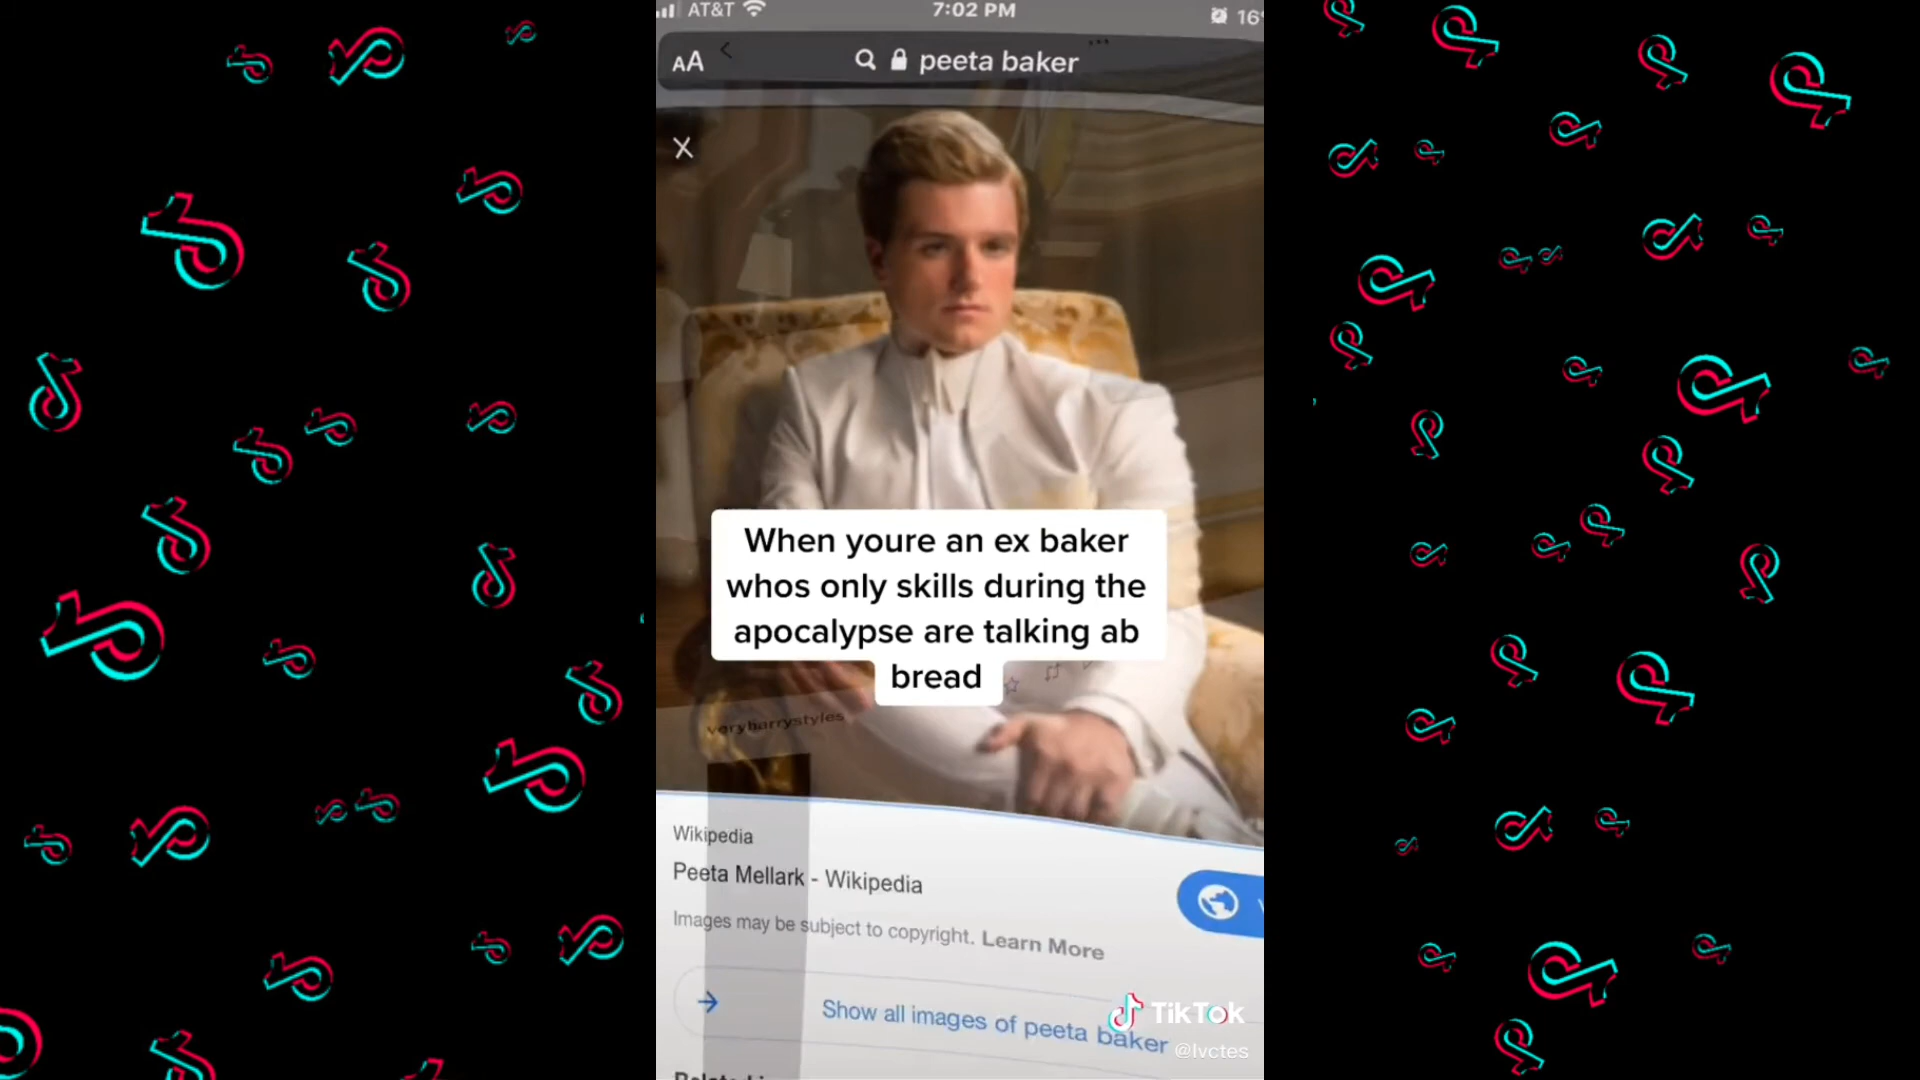 AT&T
7:02 PM
16
AA
peeta baker
When youre an ex baker
whos only skills during the
apocalypse are talking ab
bread
veryharrystyles
Wikipedia
Peeta Mellark - Wikipedia
Images may be subject to copyright. Learn More
Show all images of peeta baker
TikTok
@lvctes